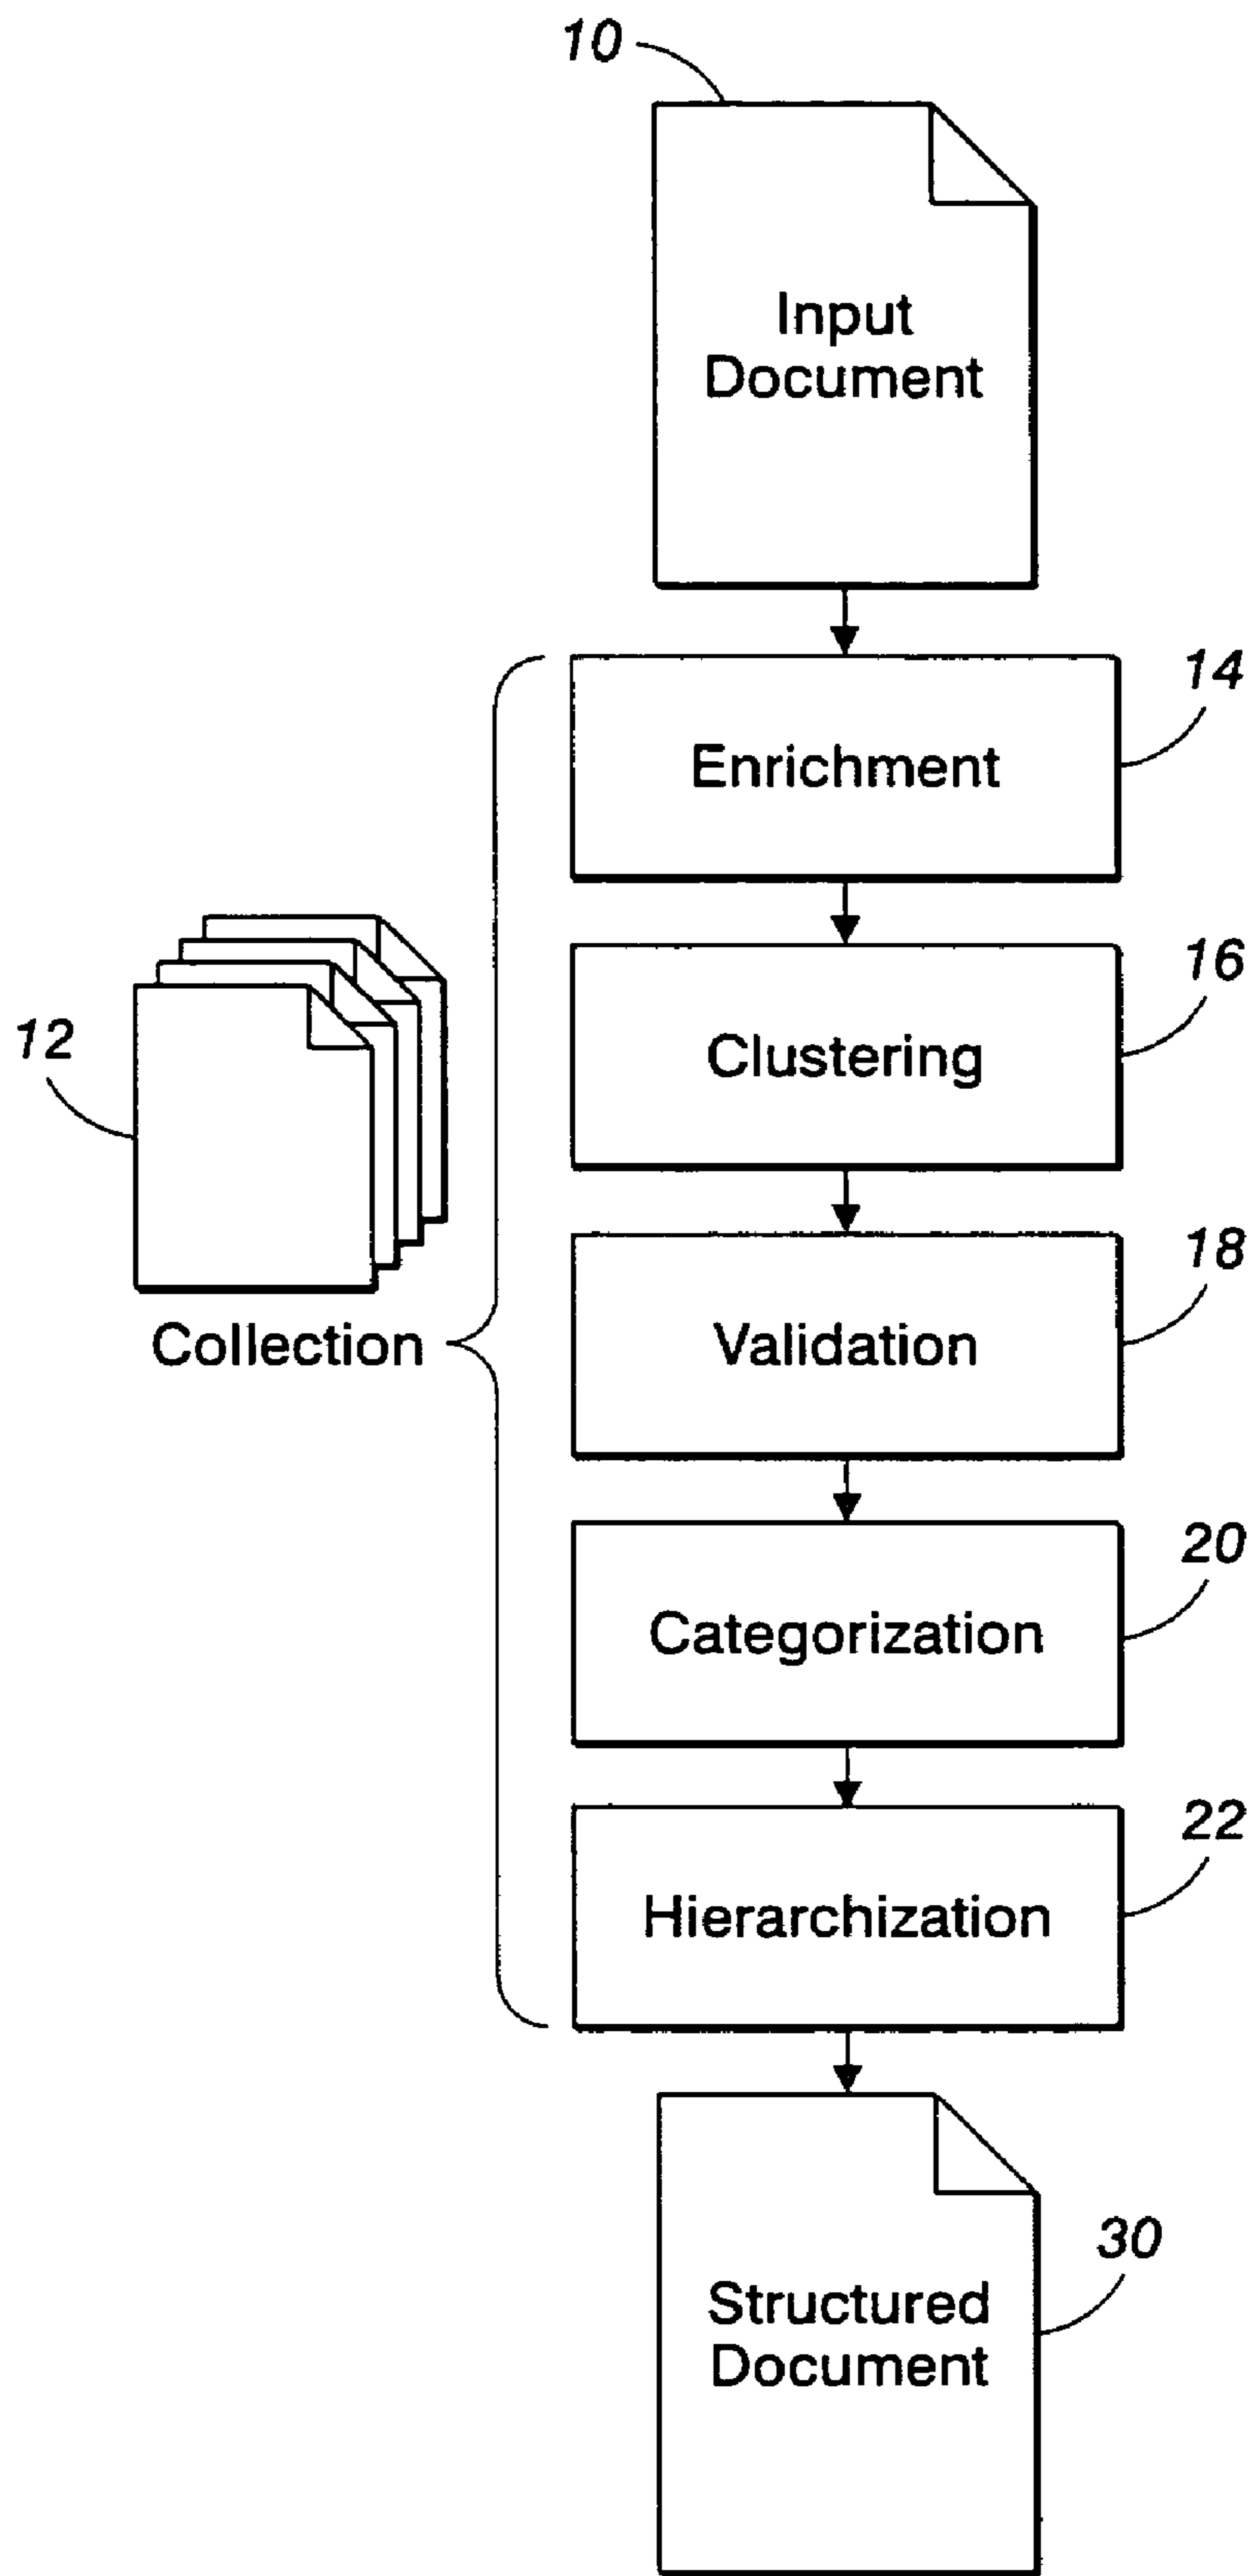 10
Input
Document
14
Enrichment
16
Clustering
12
18
Collection
Validation
20
Categorization
22
Hierarchization
30
Structured
Document